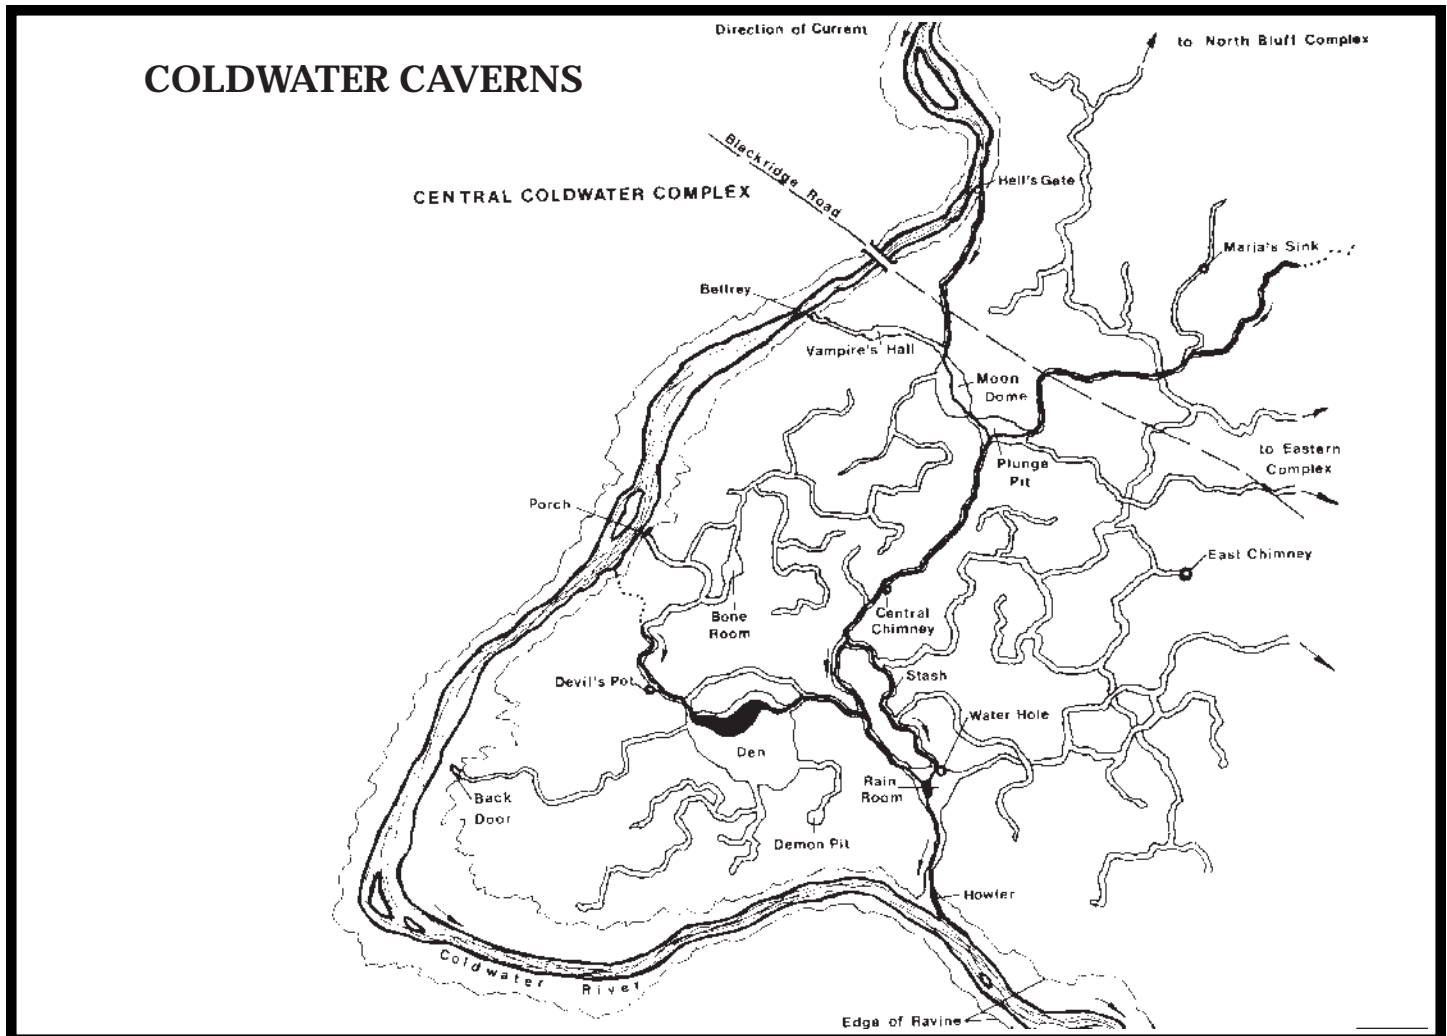 Direction of Current
to North Bluff Complex
COLDWATER CAVERNS
Blackridge Road
Hell's Gate
CENTRAL COLDWATER COMPLEX
Maria's Sink
Belfrey
Vampire's Hall
Moon
Dome
to Eastern
Complex
Plunge
Pit
Porch
East Chimney
Bone
Room
Central
Chimney
Devil's Pot
Stash
Water Hole
Den
Rain
Room
Back
Door
Demon Pit
Howler
Coldwater River
Edge of Ravine